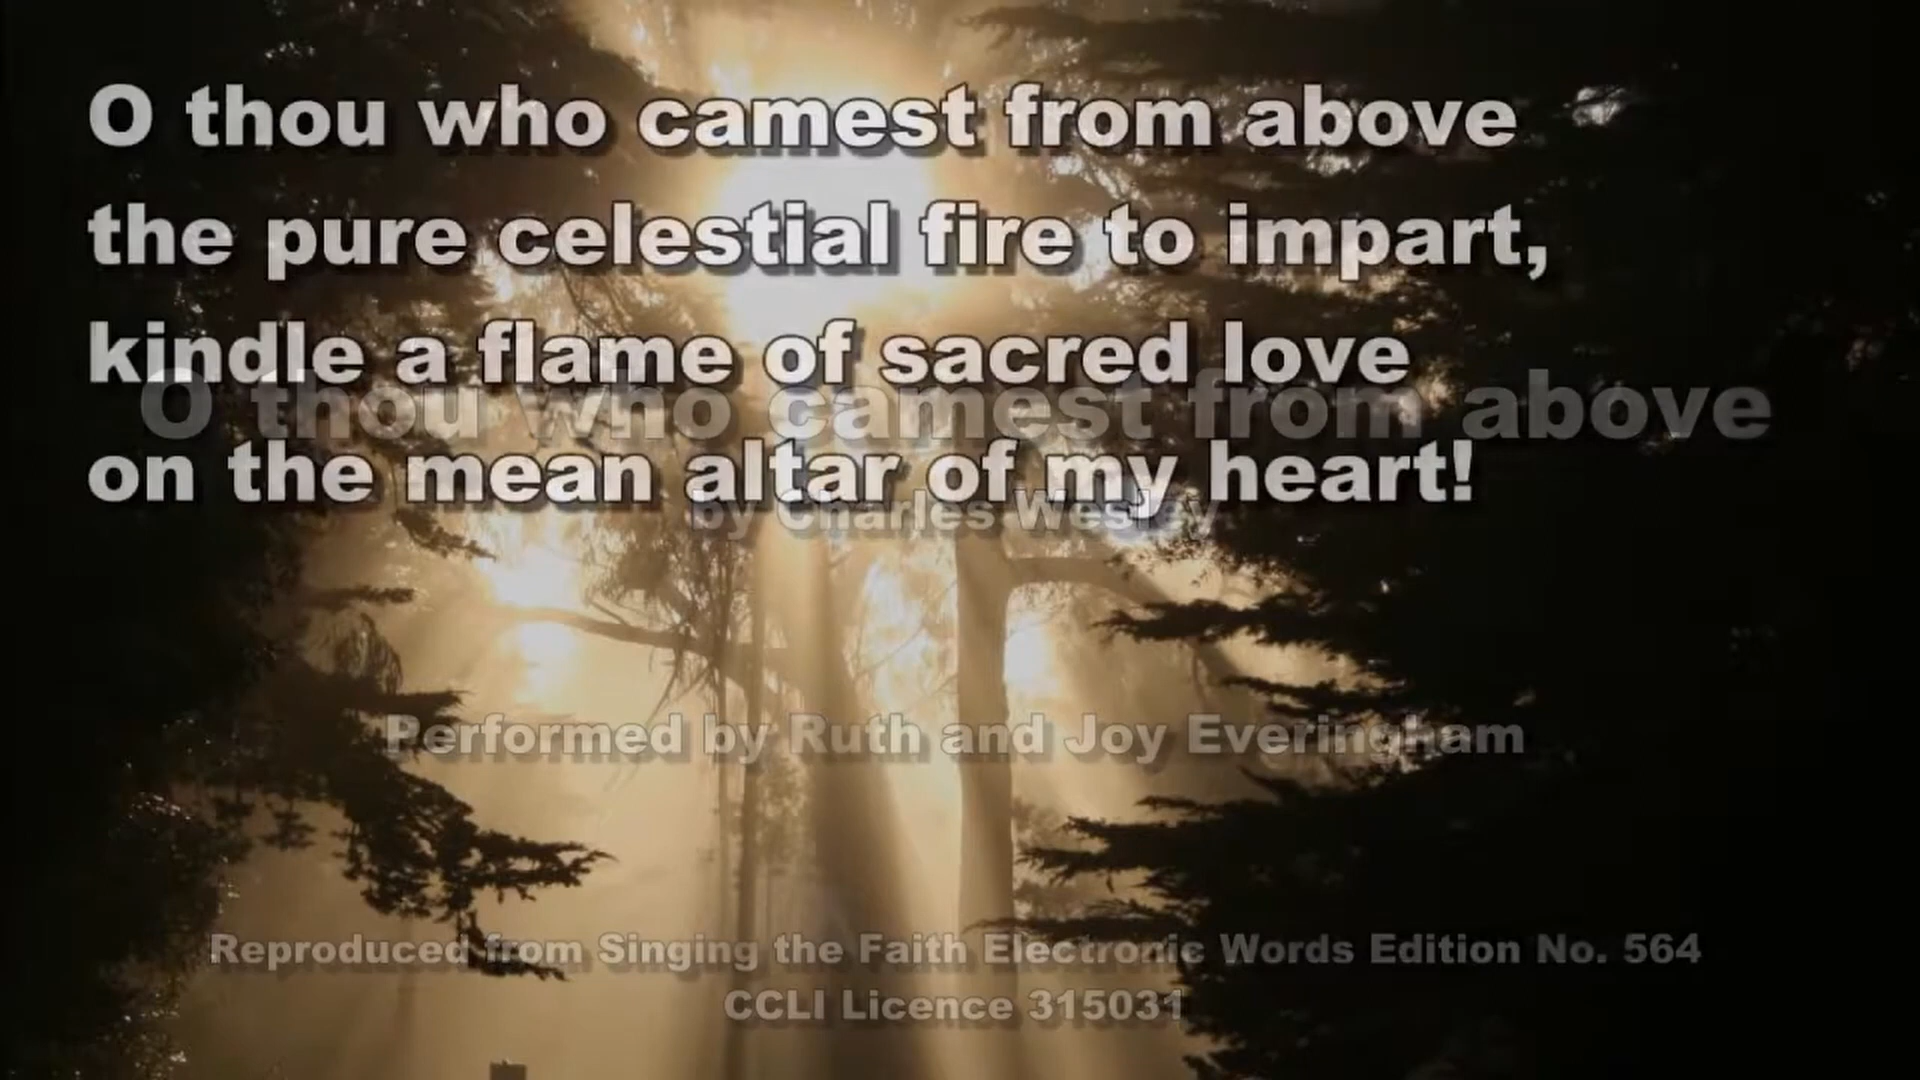 O thou who camest from above
the pure celestial fire to impart,
kindle a flame of sacred love
O thou who camest from above
on the mean altar of my heart!
by Charles Wesley
Performed by Ruth and Joy Everingham
Reproduced from Singing the Faith Electronic Words Edition No. 564
CCLI Licence 315031